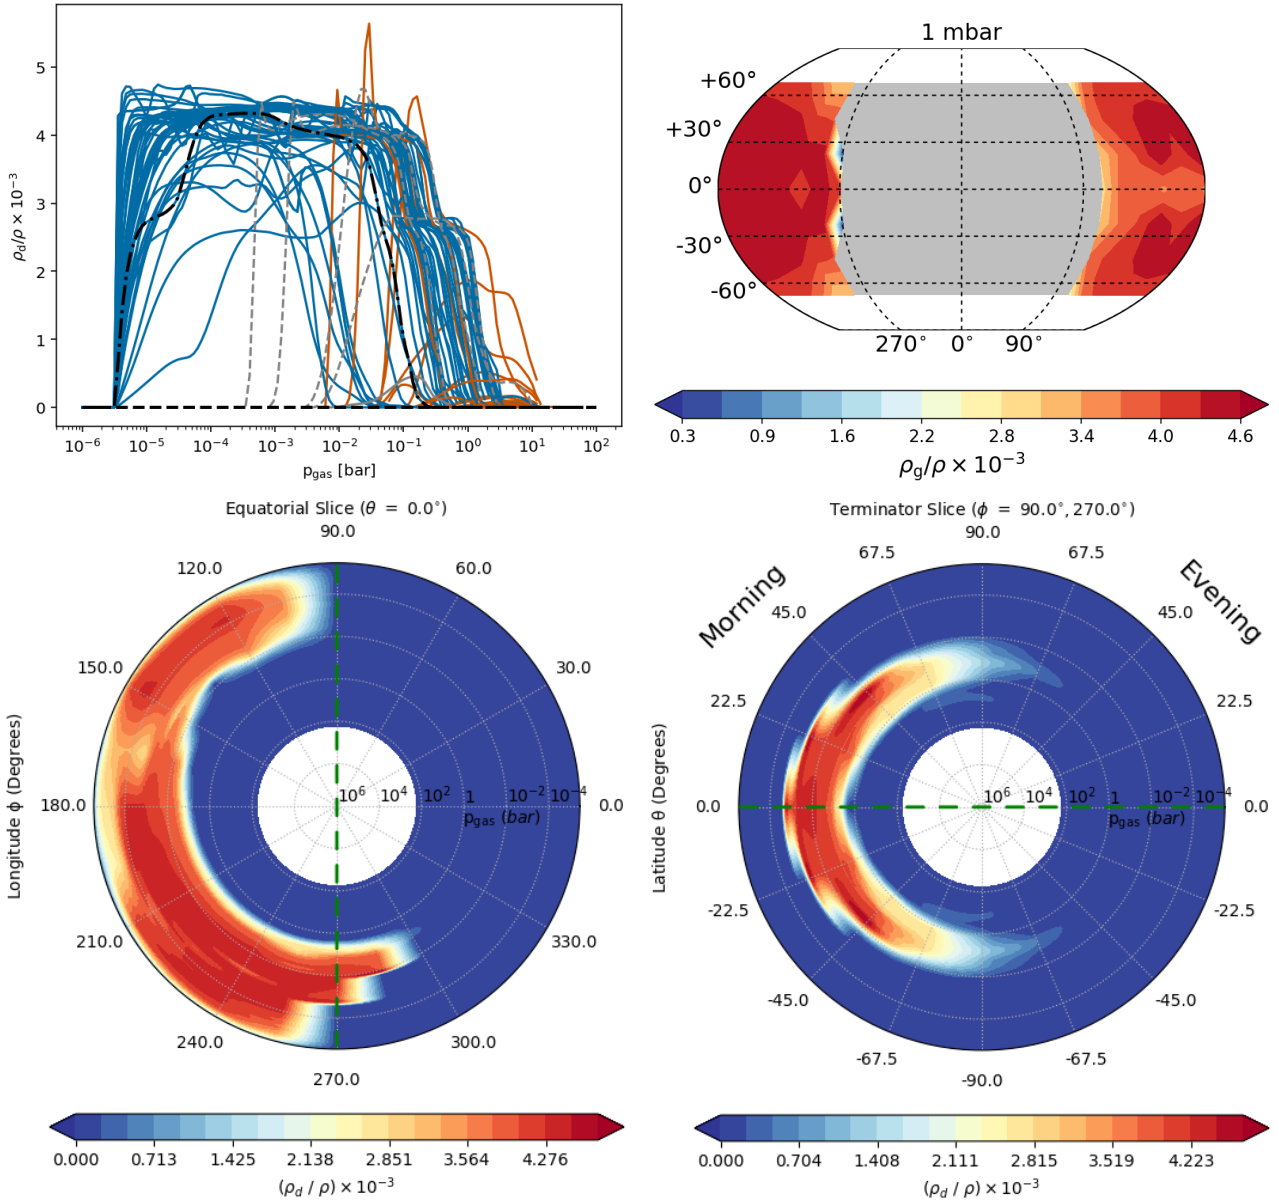 5
4
3
2
1
0
ρd/ρ × 10⁻³
10⁻⁶ 10⁻⁵ 10⁻⁴ 10⁻³ 10⁻² 10⁻¹ 10⁰ 10¹ 10²
pgas [bar]
1 mbar
+60°
+30°
0°
-30°
-60°
270° 0° 90°
0.3 0.9 1.6 2.2 2.8 3.4 4.0 4.6
ρg/ρ × 10⁻³
Equatorial Slice (θ = 0.0°)
90.0
120.0 60.0
150.0 30.0
180.0 0.0
210.0 330.0
240.0 300.0
270.0
Longitude ϕ (Degrees)
10⁶ 10⁴ 10² 1 10⁻² 10⁻⁴
pgas (bar)
0.000 0.713 1.425 2.138 2.851 3.564 4.276
(ρd / ρ) × 10⁻³
Terminator Slice (ϕ = 90.0°, 270.0°)
90.0
67.5 67.5
Morning Evening
45.0 45.0
22.5 22.5
0.0 0.0
-22.5 -22.5
-45.0 -45.0
-67.5 -67.5
-90.0
Latitude θ (Degrees)
10⁶ 10⁴ 10² 1 10⁻² 10⁻⁴
pgas (bar)
0.000 0.704 1.408 2.111 2.815 3.519 4.223
(ρd / ρ) × 10⁻³